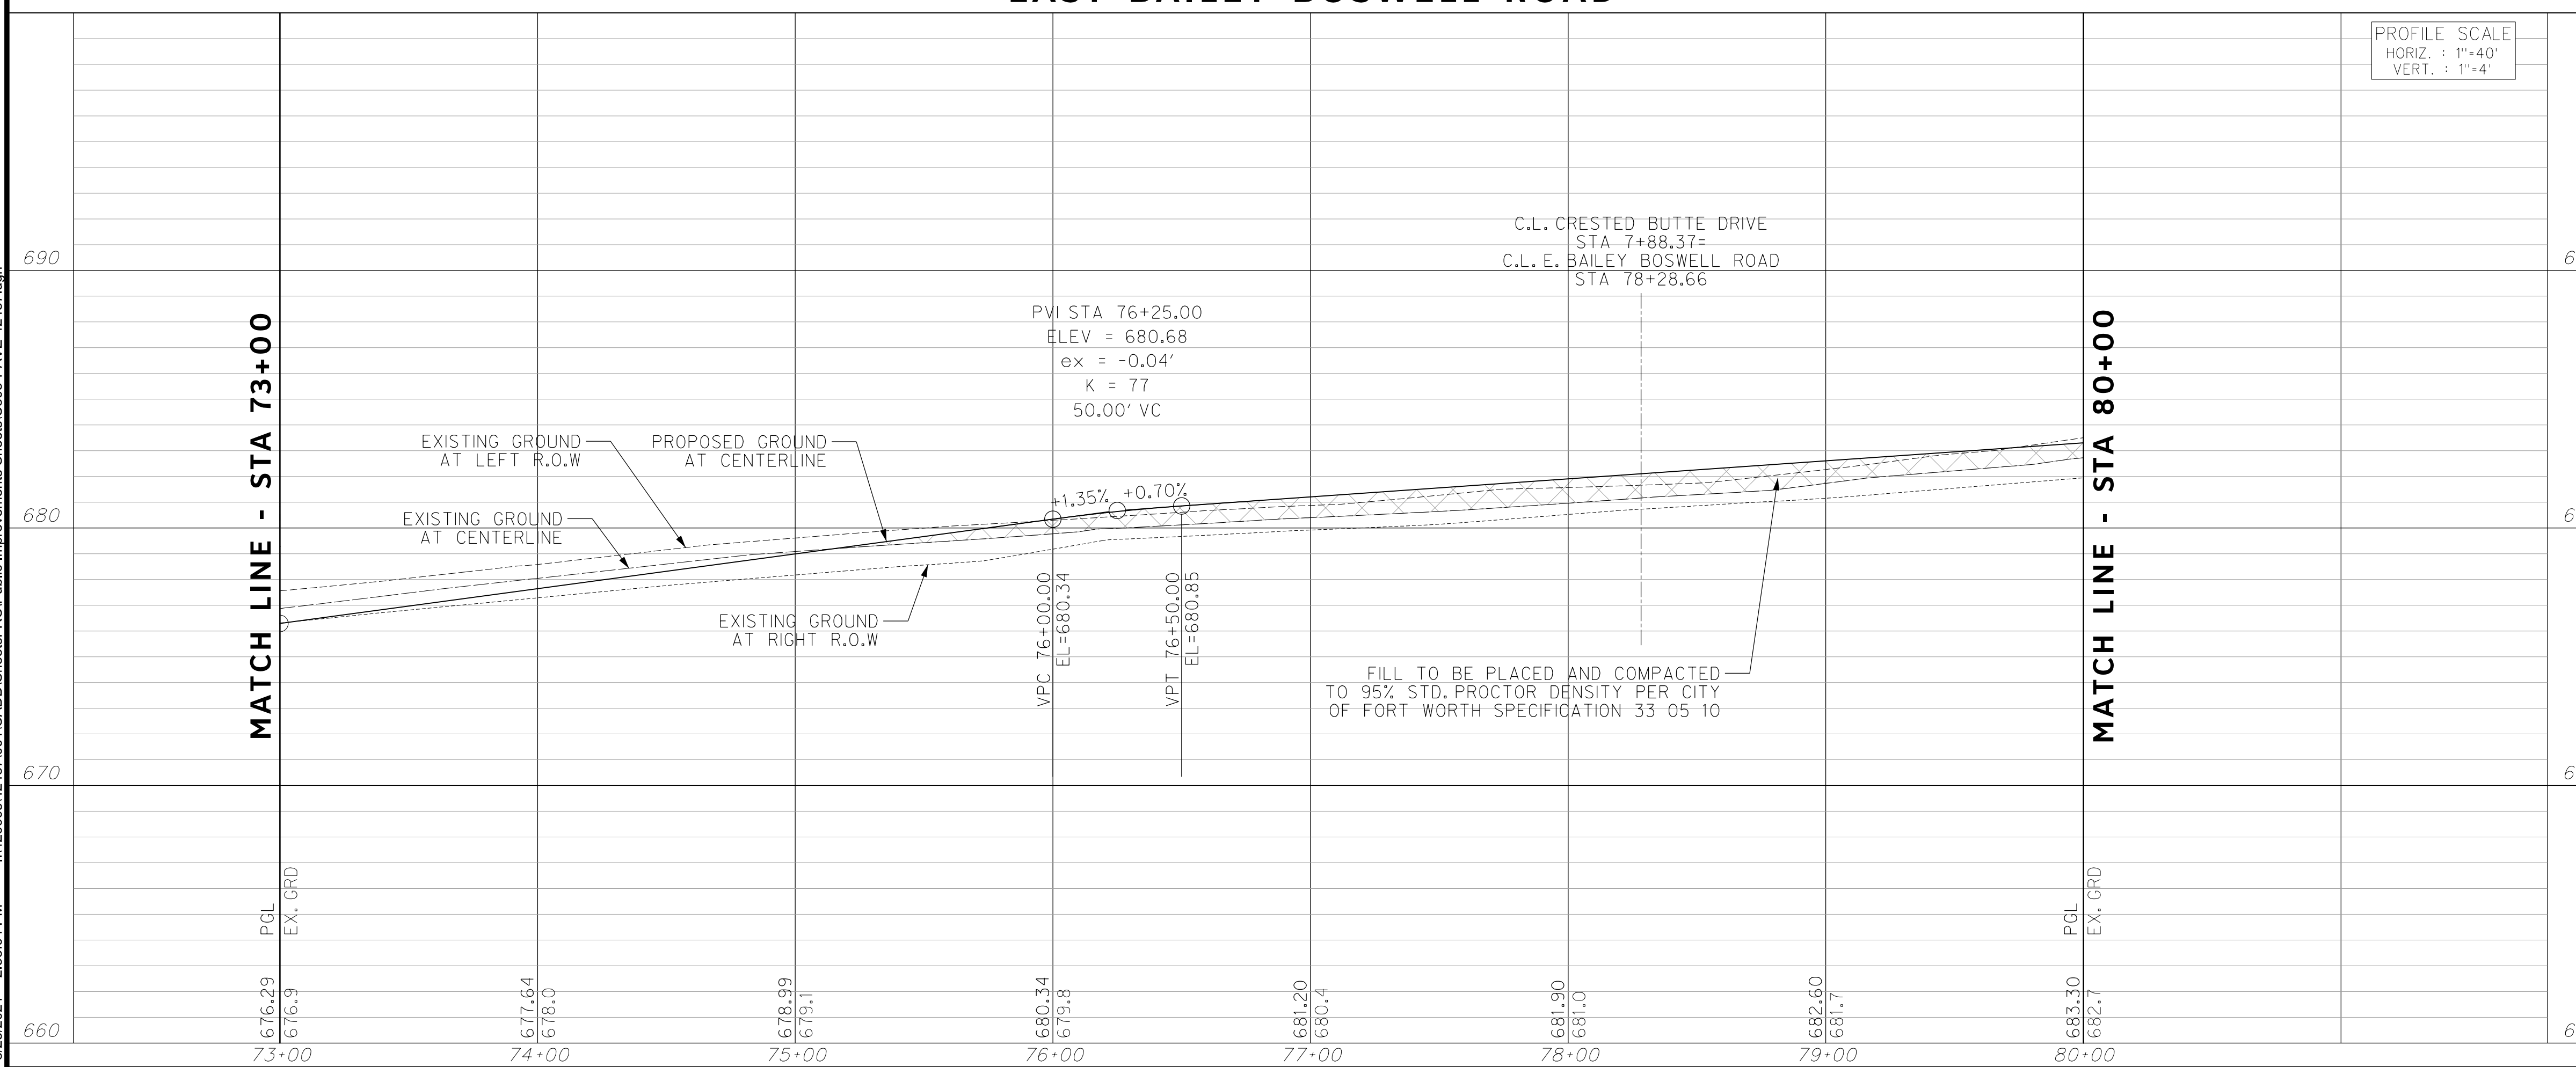 PROFILE SCALE
HORIZ. : 1"=40'
VERT. : 1"=4'
C.L. CRESTED BUTTE DRIVE
STA 7+88.37=
C.L. E. BAILEY BOSWELL ROAD
STA 78+28.66
690
PVI STA 76+25.00
ELEV = 680.68
ex = -0.04'
K = 77
50.00' VC
MATCH LINE - STA 73+00
MATCH LINE - STA 80+00
EXISTING GROUND
AT LEFT R.O.W
PROPOSED GROUND
AT CENTERLINE
+1.35%
+0.70%
680
EXISTING GROUND
AT CENTERLINE
EXISTING GROUND
AT RIGHT R.O.W
VPC 76+00.00
EL=680.34
VPT 76+50.00
EL=680.85
FILL TO BE PLACED AND COMPACTED
TO 95% STD. PROCTOR DENSITY PER CITY
OF FORT WORTH SPECIFICATION 33 05 10
670
PGL
EX. GRD
PGL
EX. GRD
676.29
676.9
677.64
678.0
678.99
679.1
680.34
679.8
681.20
680.4
681.90
681.0
682.60
681.7
683.30
682.7
660
73+00
74+00
75+00
76+00
77+00
78+00
79+00
80+00